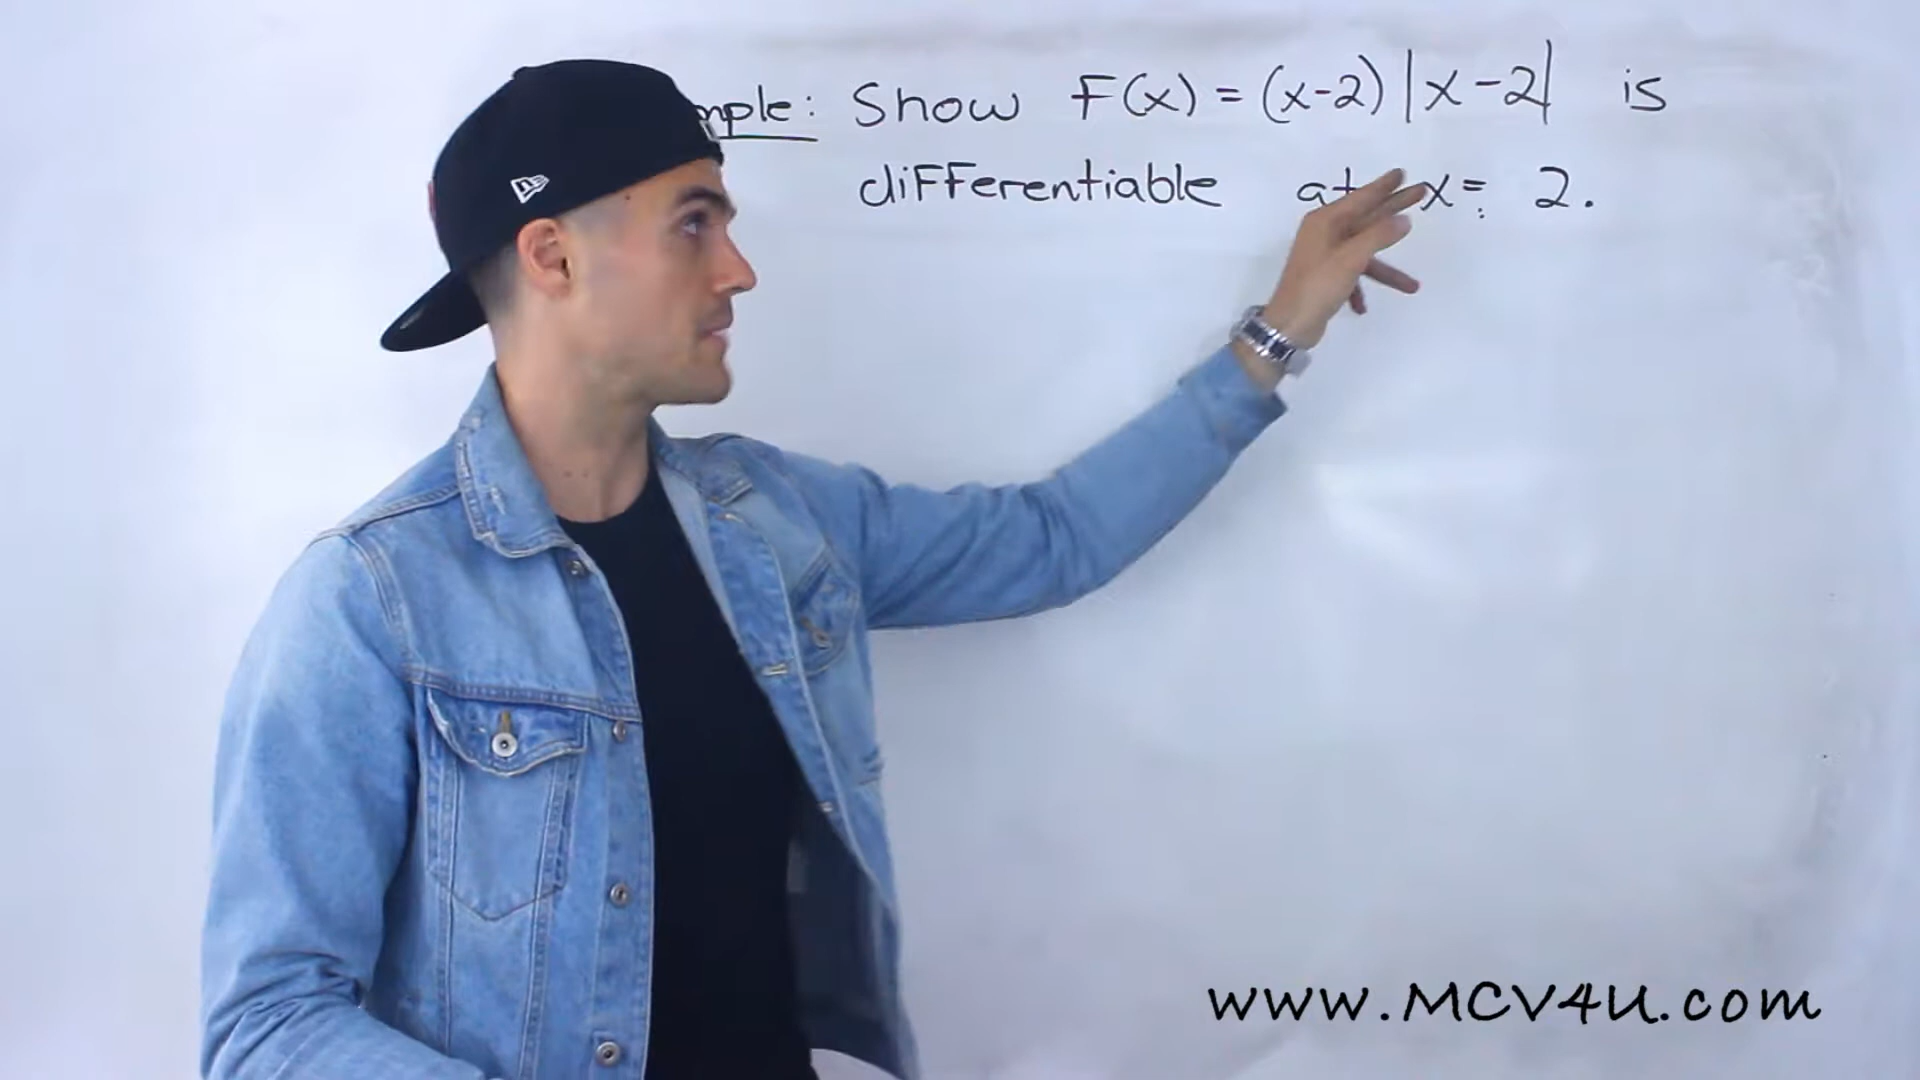 mple: Show F(x) = (x-2) |x-2| is
differentiable at x = 2.
www.MCV4U.com